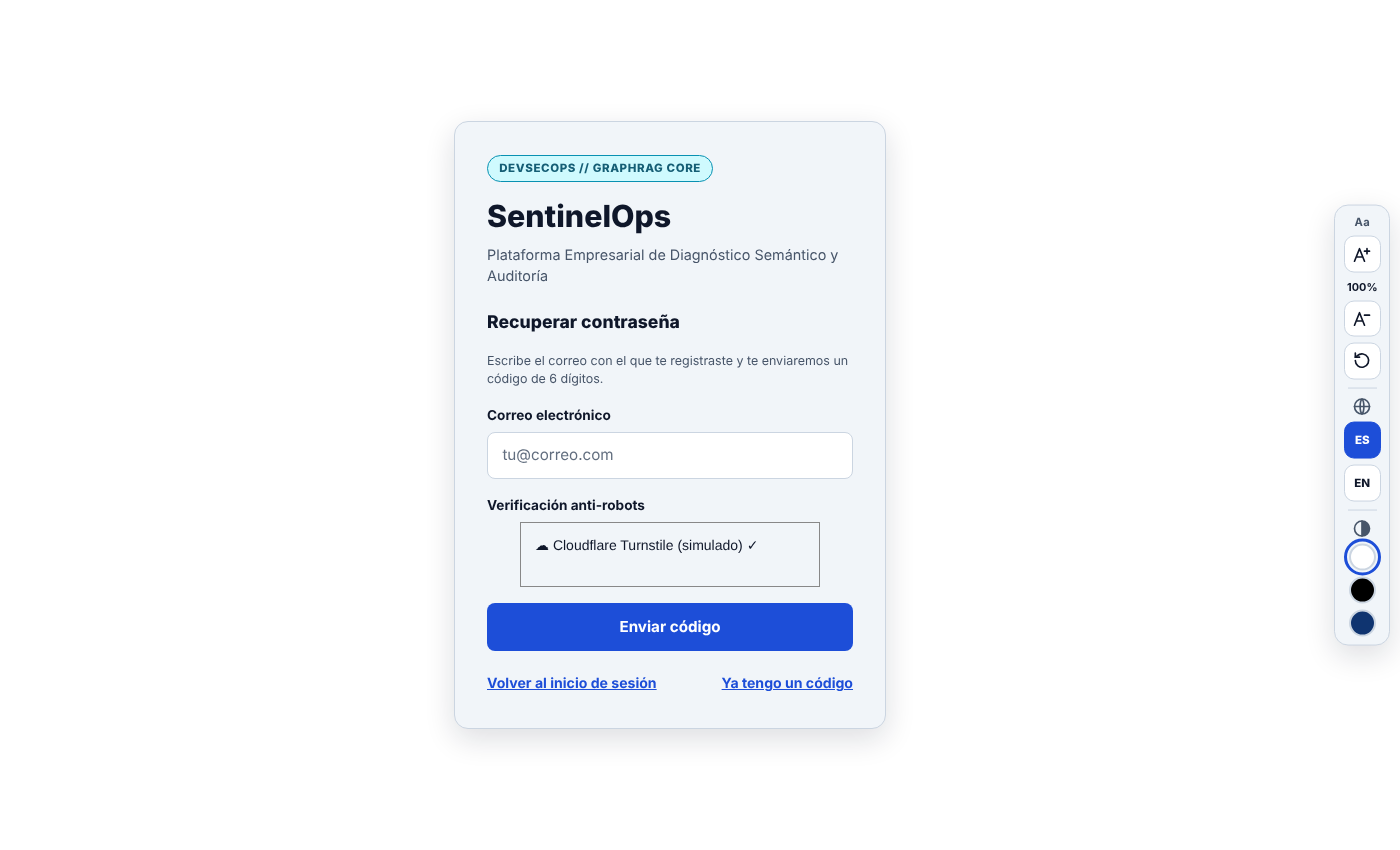 DEVSECOPS // GRAPHRAG CORE
SentinelOps
Plataforma Empresarial de Diagnóstico Semántico y
Auditoría
Recuperar contraseña
Escribe el correo con el que te registraste y te enviaremos un
código de 6 dígitos.
Correo electrónico
tu@correo.com
Verificación anti-robots
☁ Cloudflare Turnstile (simulado) ✓
Enviar código
Volver al inicio de sesión
Ya tengo un código
Aa
A+
100%
A−
ES
EN